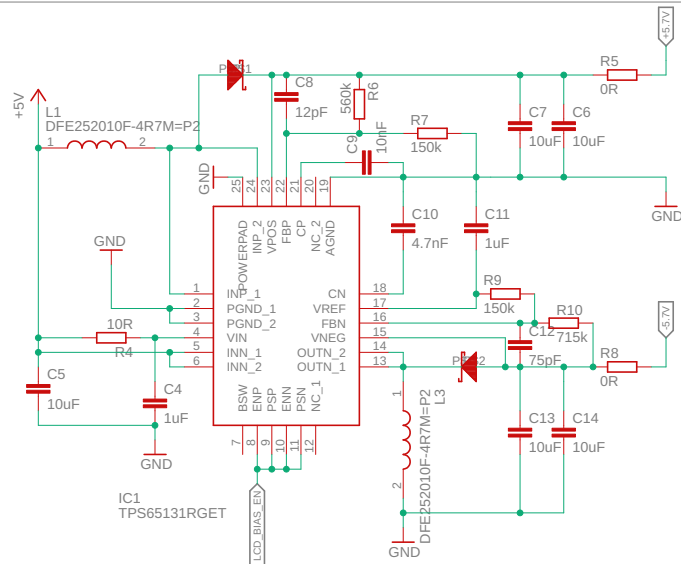 +5.7V
R5
0R
+5V
L1
DFE252010F-4R7M=P2
1
2
C8
12pF
560k
R6
R7
150k
C9
10nF
C7
10uF
C6
10uF
GND
GND
25
24
23
22
21
20
19
POWERPAD
INP_2
VPOS
FBP
CP
NC_2
AGND
C10
4.7nF
C11
1uF
GND
1
INP_1
2
PGND_1
3
PGND_2
4
VIN
5
INN_1
6
INN_2
18
CN
17
VREF
16
FBN
15
VNEG
14
OUTN_2
13
OUTN_1
R9
150k
R10
715k
-5.7V
10R
R4
C12
75pF
R8
0R
C5
10uF
C4
1uF
GND
BSW
ENP
PSP
ENN
PSN
NC_1
7
8
9
10
11
12
1
2
L3
DFE252010F-4R7M=P2
C13
10uF
C14
10uF
GND
IC1
TPS65131RGET
LCD_BIAS_EN